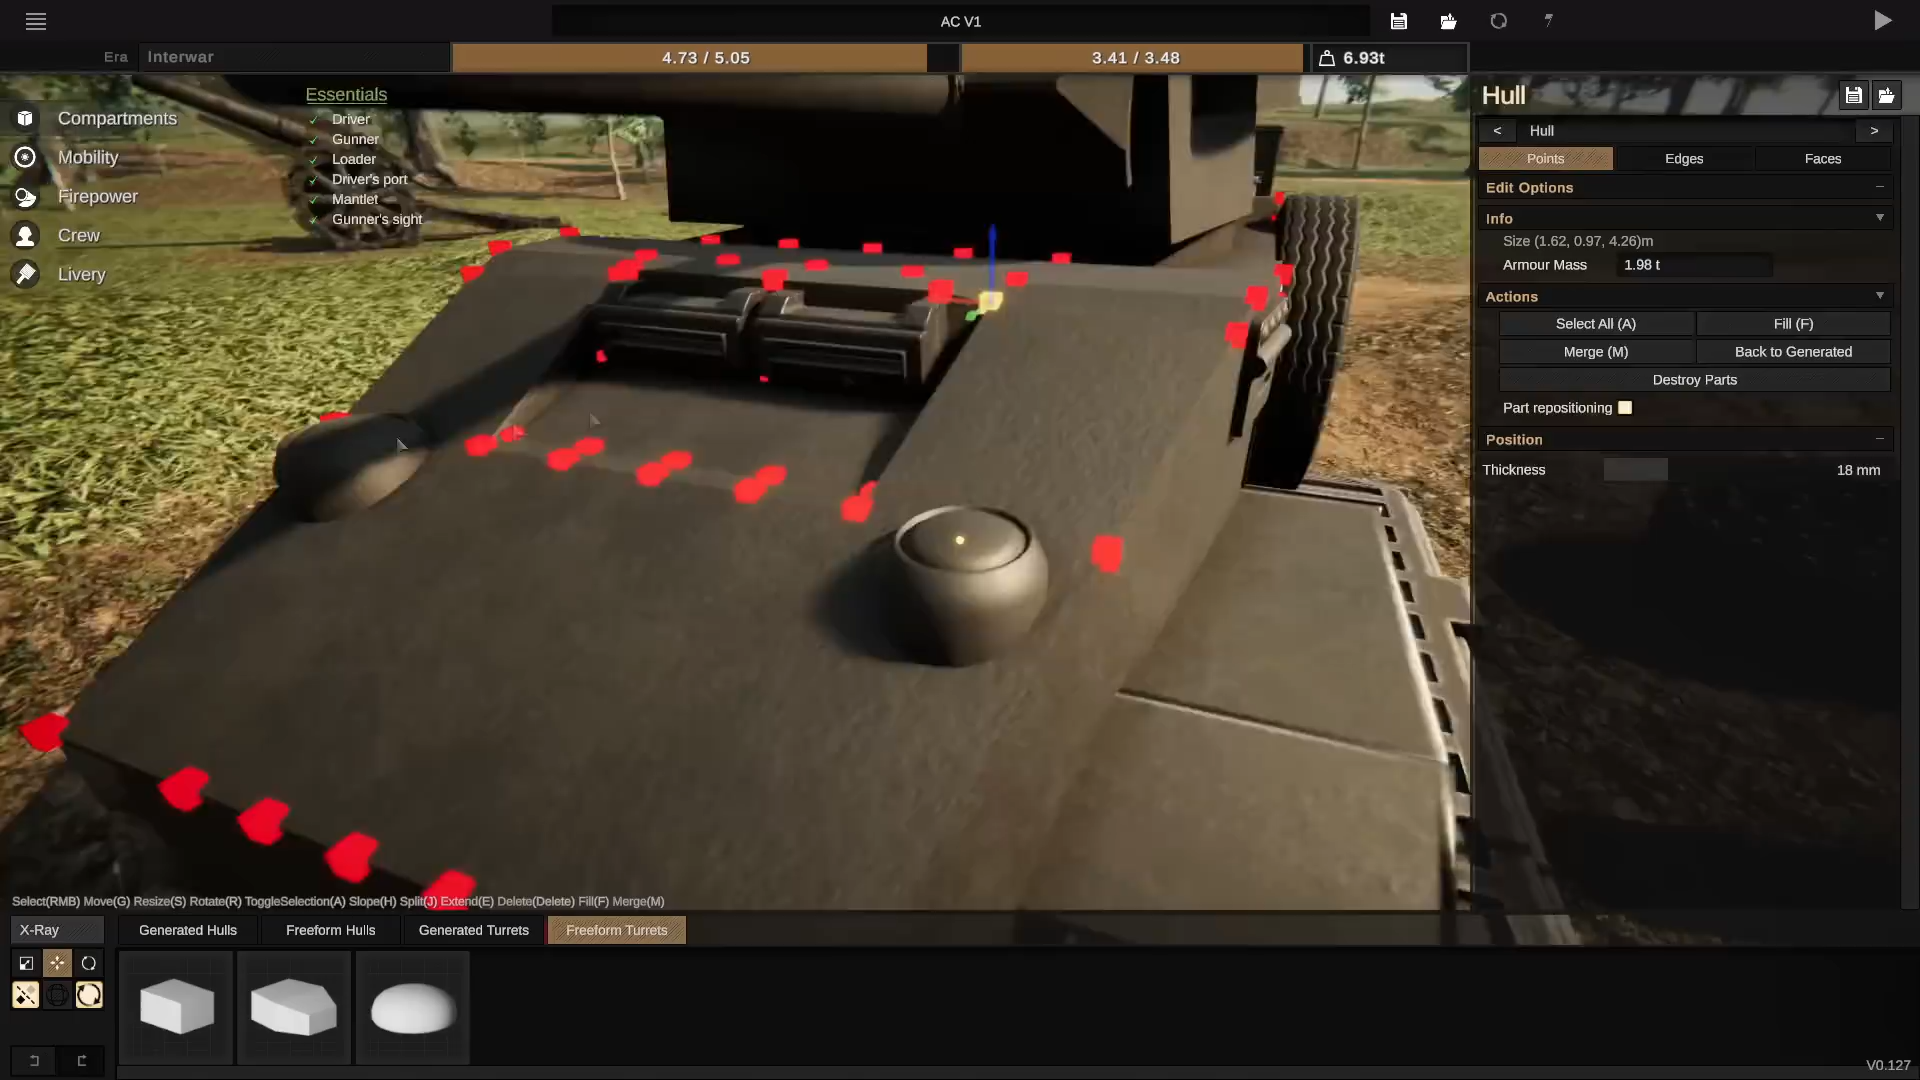 AC V1
Era
Interwar
4.73 / 5.05
3.41 / 3.48
6.93t
Compartments
Mobility
Firepower
Crew
Livery
Essentials
✓ Driver
✓ Gunner
✓ Loader
✓ Driver's port
✓ Mantlet
✓ Gunner's sight
Hull
< Hull >
Points Edges Faces
Edit Options
Info
Size (1.62, 0.97, 4.26)m
Armour Mass 1.98 t
Actions
Select All (A) Fill (F)
Merge (M) Back to Generated
Destroy Parts
Part repositioning
Position
Thickness 18 mm
Select(RMB) Move(G) Resize(S) Rotate(R) ToggleSelection(A) Slope(H) Split(J) Extend(E) Delete(Delete) Fill(F) Merge(M)
X-Ray
Generated Hulls Freeform Hulls Generated Turrets Freeform Turrets
V0.127